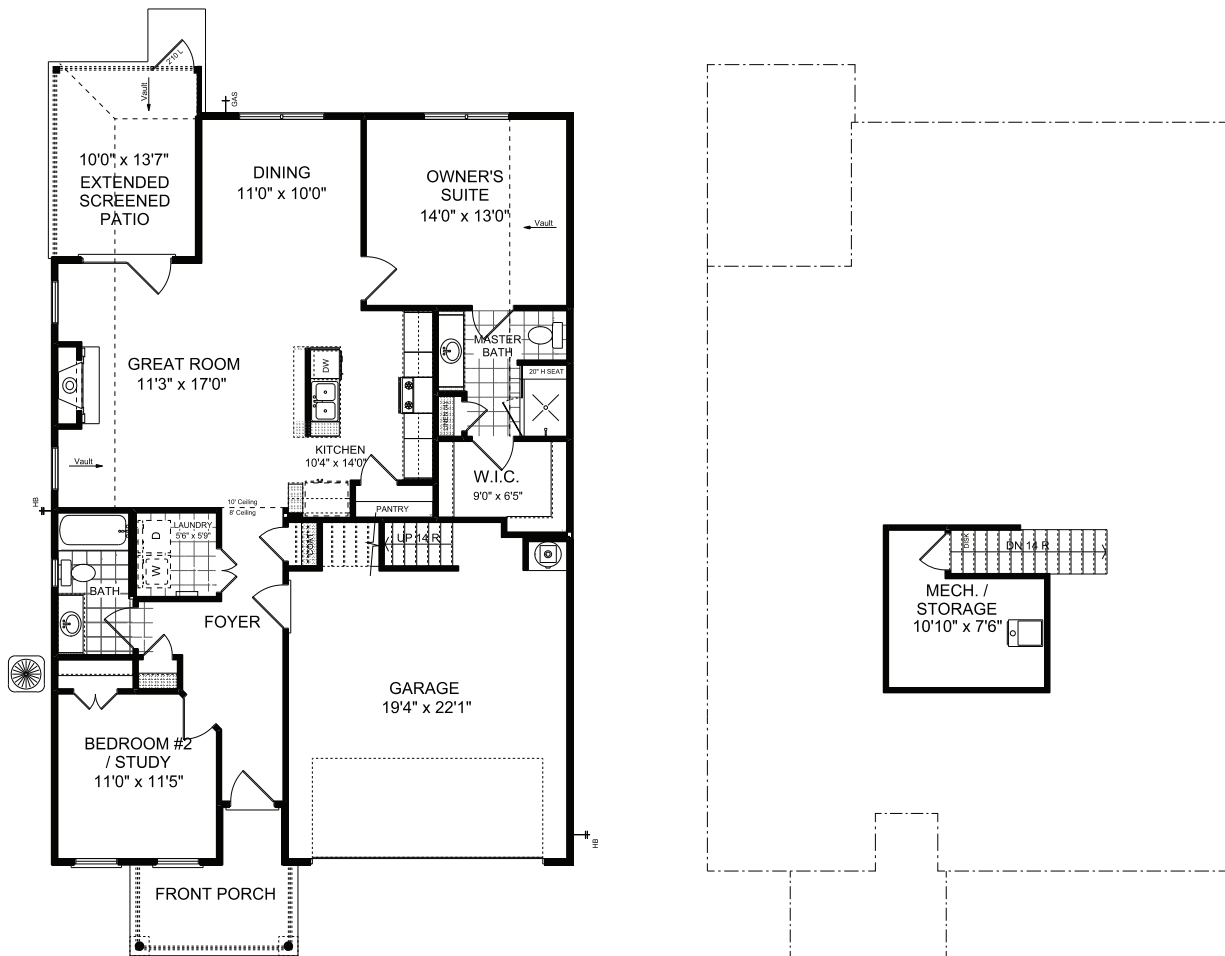 210 L
Vault
GAS
10'0" x 13'7"
EXTENDED
SCREENED
PATIO
DINING
11'0" x 10'0"
OWNER'S
SUITE
14'0" x 13'0"
Vault
GREAT ROOM
11'3" x 17'0"
DW
MASTER
BATH
20" H SEAT
LINEN
KITCHEN
10'4" x 14'0"
Vault
W.I.C.
9'0" x 6'5"
HB
10' Ceiling
8' Ceiling
PANTRY
LAUNDRY
5'6" x 5'9"
D
W
COAT
UP 14 R
BATH
FOYER
GARAGE
19'4" x 22'1"
BEDROOM #2
/ STUDY
11'0" x 11'5"
HB
FRONT PORCH
DISK
DN 14 R
MECH. /
STORAGE
10'10" x 7'6"